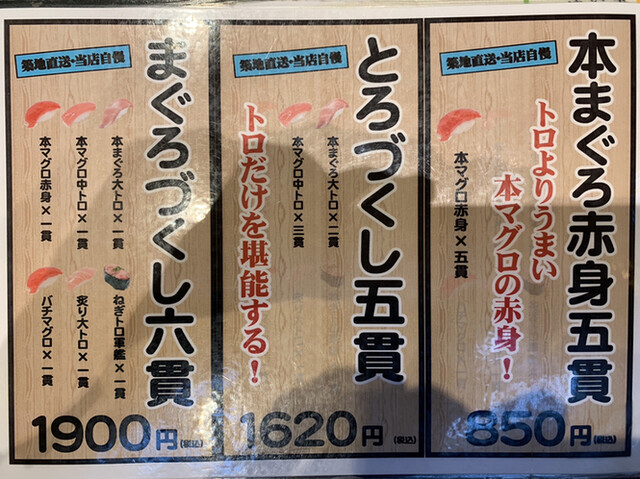 本まぐろ赤身五貫
築地直送・当店自慢
トロよりうまい
本マグロの赤身！
本マグロ赤身×五貫
850円(税込)
とろづくし五貫
築地直送・当店自慢
本まぐろ大トロ×二貫
本マグロ中トロ×三貫
トロだけを堪能する！
1620円(税込)
まぐろづくし六貫
築地直送・当店自慢
本まぐろ大トロ×一貫
本マグロ中トロ×一貫
本マグロ赤身×一貫
ねぎトロ軍艦×一貫
炙り大トロ×一貫
バチマグロ×一貫
1900円(税込)